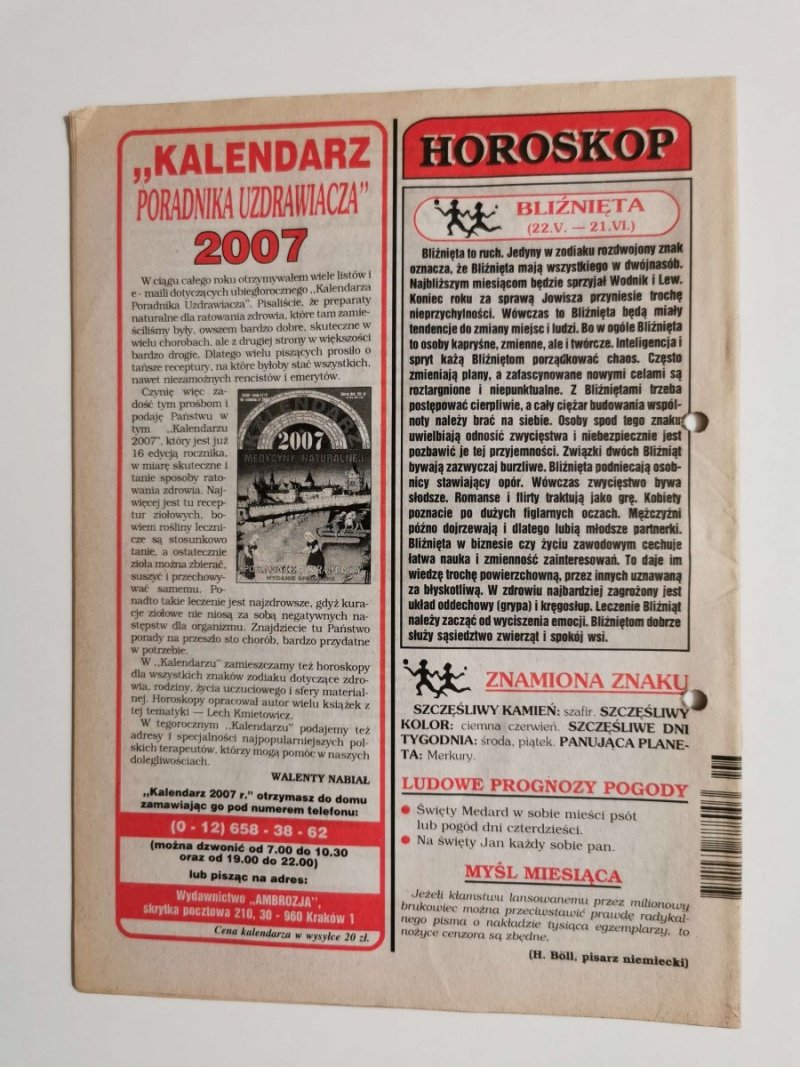 ,,KALENDARZ
PORADNIKA UZDRAWIACZA"
2007
W ciągu całego roku otrzymywałem wiele listów i
e - maili dotyczących ubiegłorocznego ,,Kalendarza
Poradnika Uzdrawiacza". Pisaliście, że preparaty
naturalne dla ratowania zdrowia, które tam zamie-
ściliśmy były, owszem bardzo dobre, skuteczne w
wielu chorobach, ale z drugiej strony w większości
bardzo drogie. Dlatego wielu piszących prosiło o
tańsze receptury, na które byłoby stać wszystkich,
nawet niezamożnych rencistów i emerytów.
Czynię więc za-
dość tym prośbom i
podaję Państwu w
tym ,,Kalendarzu
2007", który jest już
16 edycją rocznika,
w miarę skuteczne i
tanie sposoby rato-
wania zdrowia. Naj-
więcej jest tu recep-
tur ziołowych, bo-
wiem rośliny leczni-
cze są stosunkowo
tanie, a ostatecznie
zioła można zbierać,
suszyć i przechowy-
wać samemu. Po-
nadto takie leczenie jest najzdrowsze, gdyż kura-
cje ziołowe nie niosą za sobą negatywnych na-
stępstw dla organizmu. Znajdziecie tu Państwo
porady na przeszło sto chorób, bardzo przydatne
w potrzebie.
W ,,Kalendarzu" zamieszczamy też horoskopy
dla wszystkich znaków zodiaku dotyczące zdro-
wia, rodziny, życia uczuciowego i sfery material-
nej. Horoskopy opracował autor wielu książek z
tej tematyki — Lech Kmietowicz.
W tegorocznym ,,Kalendarzu" podajemy też
adresy i specjalności najpopularniejszych pol-
skich terapeutów, którzy mogą pomóc w naszych
dolegliwościach.
WALENTY NABIAŁ
KALENDARZ
2007
MEDYCYNY NATURALNEJ
WYDANIE SPECJALNE
,,Kalendarz 2007 r." otrzymasz do domu
zamawiając go pod numerem telefonu:
(0 - 12) 658 - 38 - 62
(można dzwonić od 7.00 do 10.30
oraz od 19.00 do 22.00)
lub pisząc na adres:
Wydawnictwo „AMBROZJA",
skrytka pocztowa 210, 30 - 960 Kraków 1
Cena kalendarza w wysyłce 20 zł.
HOROSKOP
BLIŹNIĘTA
(22.V. — 21.VI.)
Bliźnięta to ruch. Jedyny w zodiaku rozdwojony znak
oznacza, że Bliźnięta mają wszystkiego w dwójnasób.
Najbliższym miesiącom będzie sprzyjał Wodnik i Lew.
Koniec roku za sprawą Jowisza przyniesie trochę
nieprzychylności. Wówczas to Bliźnięta będą miały
tendencje do zmiany miejsc i ludzi. Bo w ogóle Bliźnięta
to osoby kapryśne, zmienne, ale i twórcze. Inteligencja i
spryt każą Bliźniętom porządkować chaos. Często
zmieniają plany, a zafascynowane nowymi celami są
roztargnione i niepunktualne. Z Bliźniętami trzeba
postępować cierpliwie, a cały ciężar budowania wspól-
noty należy brać na siebie. Osoby spod tego znaku
uwielbiają odnosić zwycięstwa i niebezpiecznie jest
pozbawić je tej przyjemności. Związki dwóch Bliźniąt
bywają zazwyczaj burzliwe. Bliźnięta podniecają osob-
nicy stawiający opór. Wówczas zwycięstwo bywa
słodsze. Romanse i flirty traktują jako grę. Kobiety
poznacie po dużych figlarnych oczach. Mężczyźni
późno dojrzewają i dlatego lubią młodsze partnerki.
Bliźnięta w biznesie czy życiu zawodowym cechuje
łatwa nauka i zmienność zainteresowań. To daje im
wiedzę trochę powierzchowną, przez innych uznawaną
za błyskotliwą. W zdrowiu najbardziej zagrożony jest
układ oddechowy (grypa) i kręgosłup. Leczenie Bliźniąt
należy zacząć od wyciszenia emocji. Bliźniętom dobrze
służy sąsiedztwo zwierząt i spokój wsi.
ZNAMIONA ZNAKU
SZCZĘŚLIWY KAMIEŃ: szafir. SZCZĘŚLIWY
KOLOR: ciemna czerwień. SZCZĘŚLIWE DNI
TYGODNIA: środa, piątek. PANUJĄCA PLANE-
TA: Merkury.
LUDOWE PROGNOZY POGODY
● Święty Medard w sobie mieści psót
lub pogód dni czterdzieści.
● Na święty Jan każdy sobie pan.
MYŚL MIESIĄCA
Jeżeli kłamstwu lansowanemu przez milionowy
brukowiec można przeciwstawić prawdę radykal-
nego pisma o nakładzie tysiąca egzemplarzy, to
nożyce cenzora są zbędne.
(H. Böll, pisarz niemiecki)